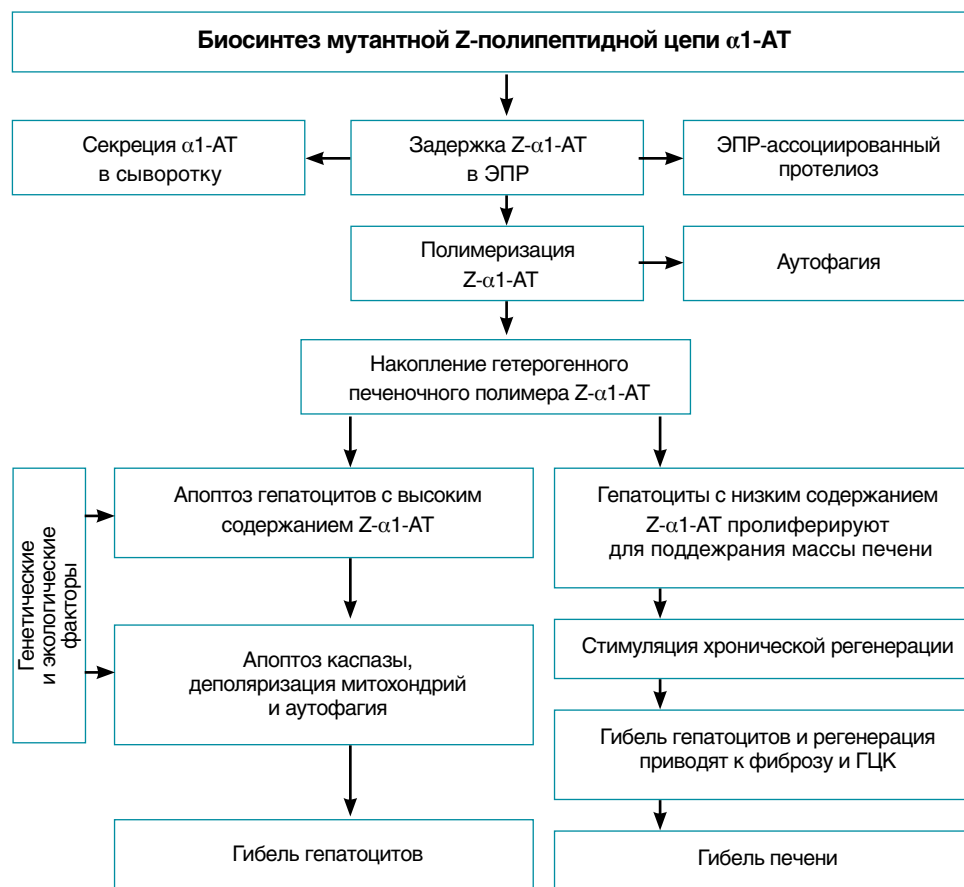 Биосинтез мутантной Z-полипептидной цепи α1-АТ
Секреция α1-АТ
в сыворотку
Задержка Z-α1-АТ
в ЭПР
ЭПР-ассоциированный
протелиоз
Полимеризация
Z-α1-АТ
Аутофагия
Накопление гетерогенного
печеночного полимера Z-α1-АТ
Генетические
и экологические
факторы
Апоптоз гепатоцитов с высоким
содержанием Z-α1-АТ
Гепатоциты с низким содержанием
Z-α1-АТ пролиферируют
для поддежрания массы печени
Апоптоз каспазы,
деполяризация митохондрий
и аутофагия
Стимуляция хронической регенерации
Гибель гепатоцитов и регенерация
приводят к фиброзу и ГЦК
Гибель гепатоцитов
Гибель печени